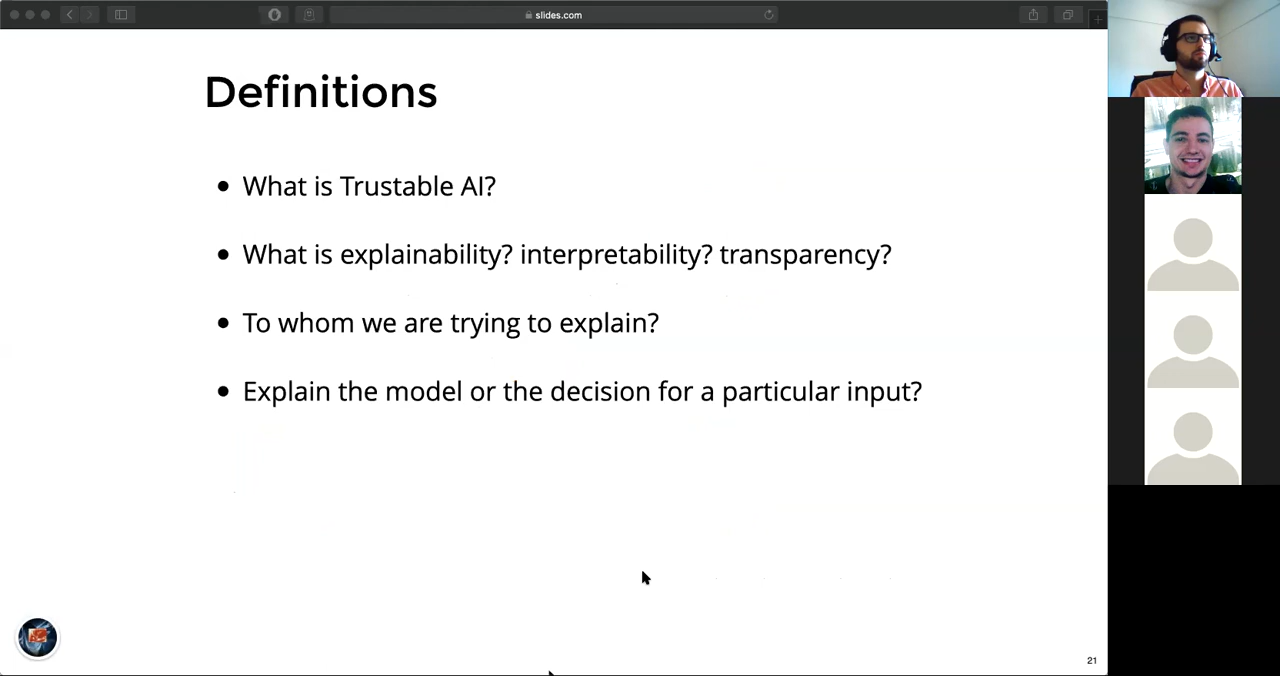 slides.com
Definitions
What is Trustable AI?
What is explainability? interpretability? transparency?
To whom we are trying to explain?
Explain the model or the decision for a particular input?
21